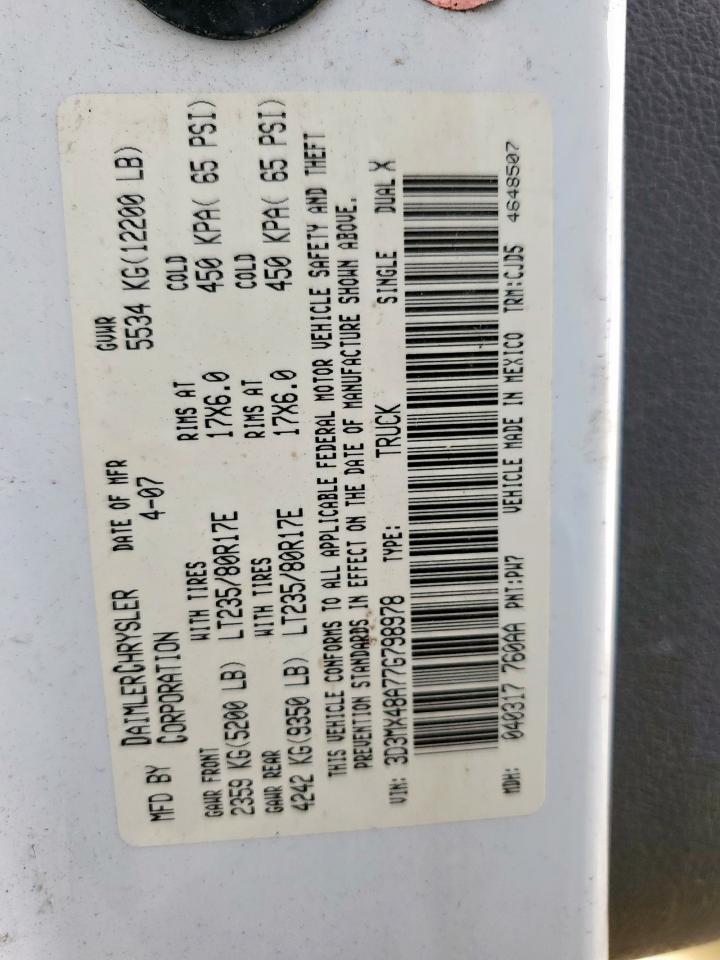 MFD BY DAIMLERCHRYSLER CORPORATION
DATE OF MFR 4-07
GVWR 5534 KG(12200 LB)
GAWR FRONT WITH TIRES RIMS AT COLD
2359 KG(5200 LB) LT235/80R17E 17X6.0 450 KPA( 65 PSI)
GAWR REAR WITH TIRES RIMS AT COLD
4242 KG(9350 LB) LT235/80R17E 17X6.0 450 KPA( 65 PSI)
THIS VEHICLE CONFORMS TO ALL APPLICABLE FEDERAL MOTOR VEHICLE SAFETY AND THEFT
PREVENTION STANDARDS IN EFFECT ON THE DATE OF MANUFACTURE SHOWN ABOVE.
VIN: 3D3MX48A77G798978 TYPE: TRUCK SINGLE DUAL X
MDH: 040317 760AA PNT:PW7 VEHICLE MADE IN MEXICO TRM:CJD5 4648507